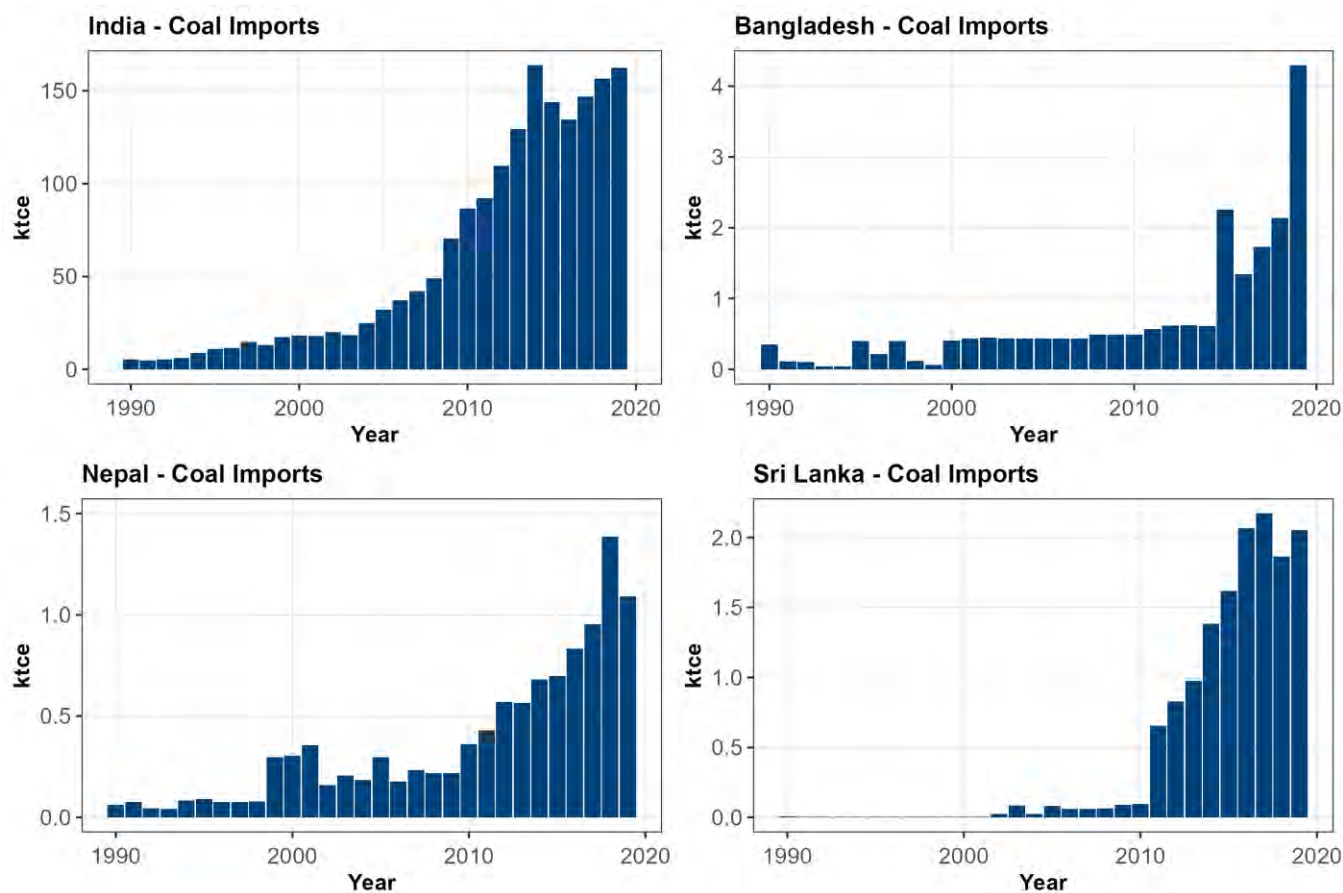 India - Coal Imports
150
100
50
0
ktce
1990 2000 2010 2020
Year
Bangladesh - Coal Imports
4
3
2
1
0
ktce
1990 2000 2010 2020
Year
Nepal - Coal Imports
1.5
1.0
0.5
0.0
ktce
1990 2000 2010 2020
Year
Sri Lanka - Coal Imports
2.0
1.5
1.0
0.5
0.0
ktce
1990 2000 2010 2020
Year